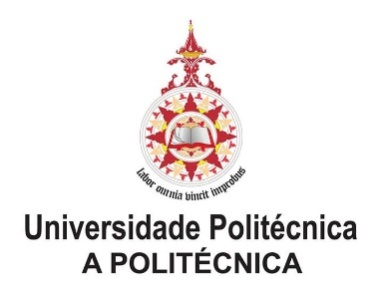 labor omnia vincit improbus
Universidade Politécnica
A POLITÉCNICA